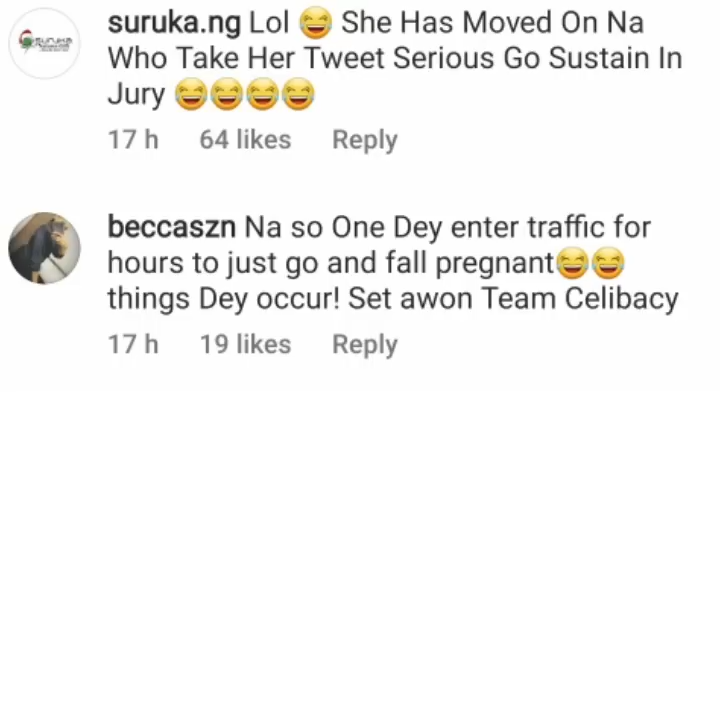 suruka.ng Lol 😂 She Has Moved On Na
Who Take Her Tweet Serious Go Sustain In
Jury 😂😂😂😂
17 h 64 likes Reply
beccaszn Na so One Dey enter traffic for
hours to just go and fall pregnant😂😂
things Dey occur! Set awon Team Celibacy
17 h 19 likes Reply